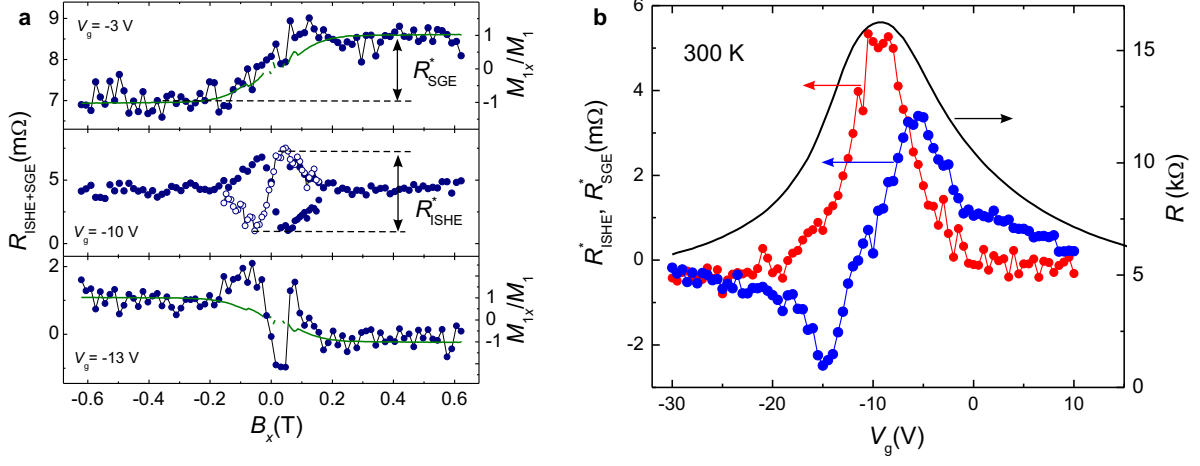 a
V_g = -3 V
9
8
7
R*_SGE
1
0
-1
M_1x/M_1
R_ISHE+SGE (mΩ)
5
0
V_g = -10 V
R*_ISHE
2
0
V_g = -13 V
1
0
-1
M_1x/M_1
-0.6 -0.4 -0.2 0.0 0.2 0.4 0.6
B_x(T)
b
300 K
R*_ISHE, R*_SGE (mΩ)
6
4
2
0
-2
15
10
5
0
R (kΩ)
-30 -20 -10 0 10
V_g(V)